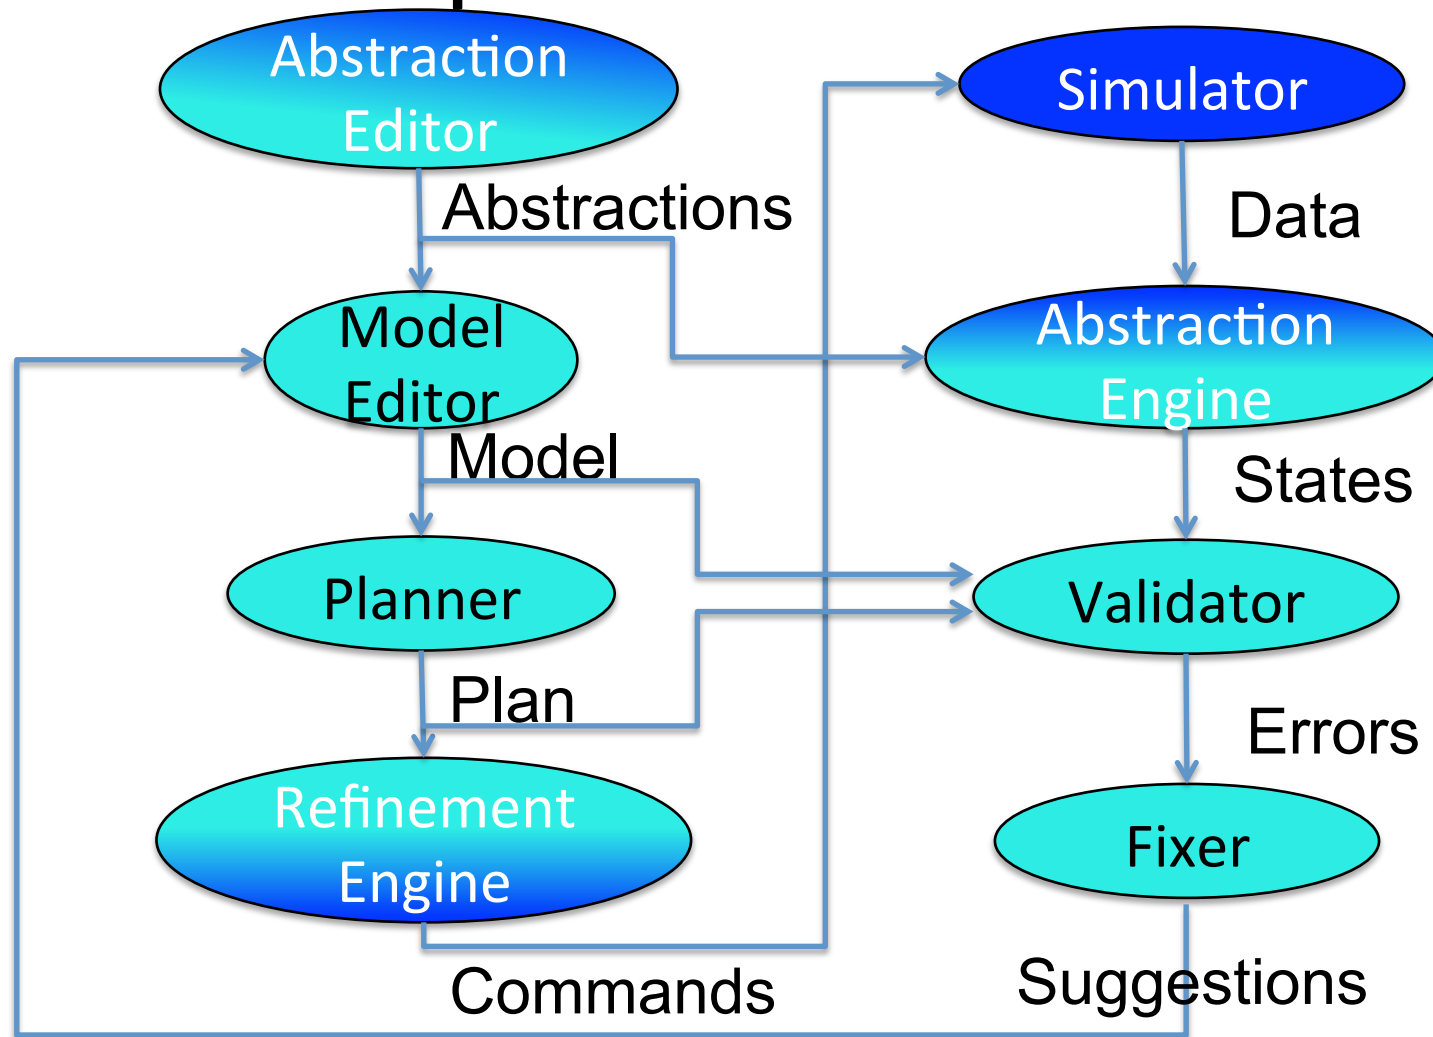 Abstraction
Editor
Abstractions
Model
Editor
Model
Planner
Plan
Refinement
Engine
Commands
Simulator
Data
Abstraction
Engine
States
Validator
Errors
Fixer
Suggestions